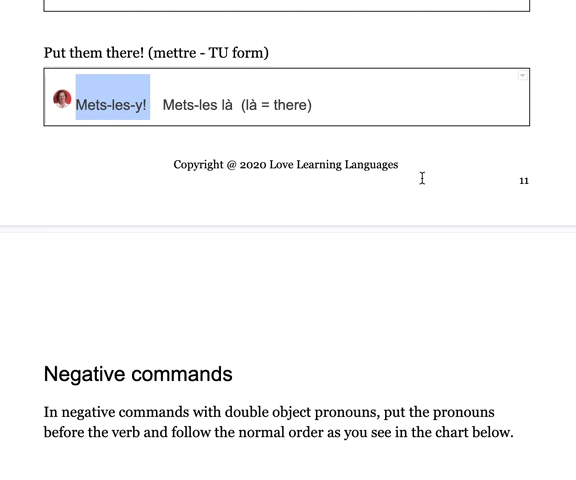 Put them there! (mettre - TU form)
Mets-les-y! Mets-les là (là = there)
Copyright @ 2020 Love Learning Languages
11
Negative commands
In negative commands with double object pronouns, put the pronouns
before the verb and follow the normal order as you see in the chart below.